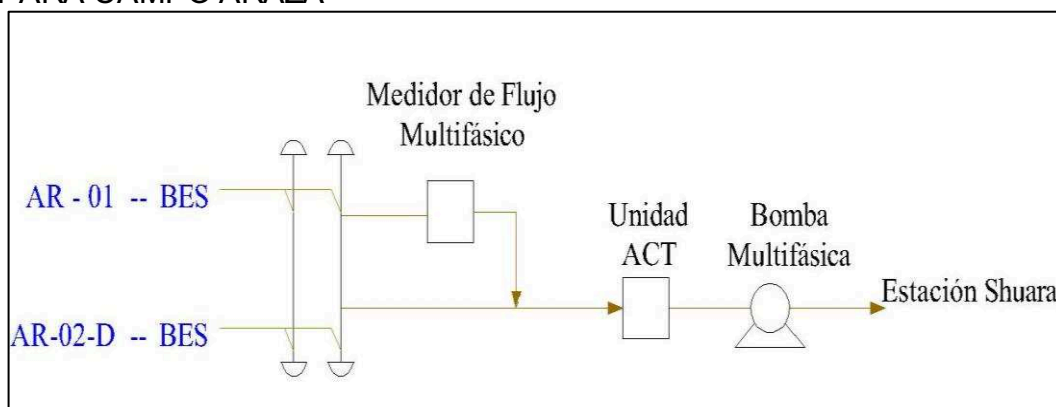 Medidor de Flujo
Multifásico
AR - 01 -- BES
Unidad
ACT
Bomba
Multifásica
Estación Shuara
AR-02-D -- BES